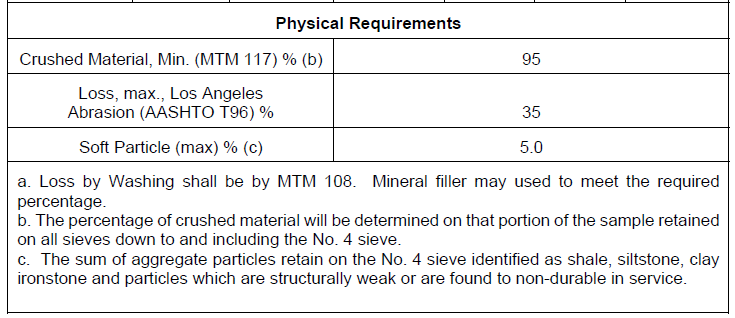 Physical Requirements
Crushed Material, Min. (MTM 117) % (b)
95
Loss, max., Los Angeles
Abrasion (AASHTO T96) %
35
Soft Particle (max) % (c)
5.0
a. Loss by Washing shall be by MTM 108. Mineral filler may used to meet the required
percentage.
b. The percentage of crushed material will be determined on that portion of the sample retained
on all sieves down to and including the No. 4 sieve.
c. The sum of aggregate particles retain on the No. 4 sieve identified as shale, siltstone, clay
ironstone and particles which are structurally weak or are found to non-durable in service.